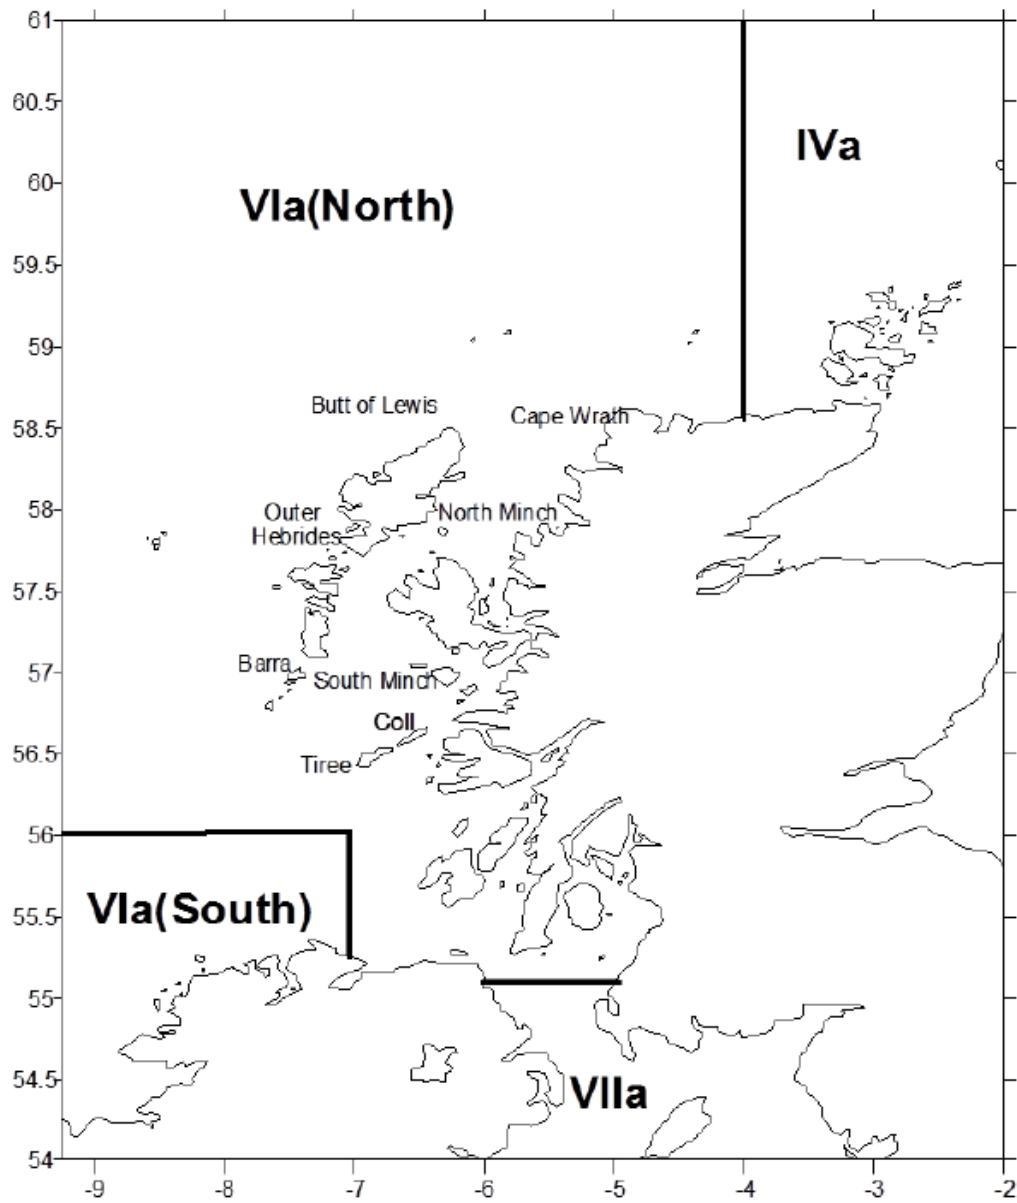 61
60.5
60
59.5
59
58.5
58
57.5
57
56.5
56
55.5
55
54.5
54
IVa
VIa(North)
Butt of Lewis
Cape Wrath
Outer
Hebrides
North Minch
Barra
South Minch
Coll
Tiree
VIa(South)
VIIa
-9 -8 -7 -6 -5 -4 -3 -2